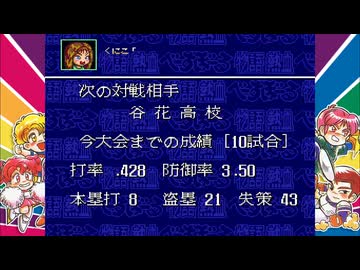 くにこ「
次の対戦相手
谷花高校
今大会までの成績 [10試合]
打率 .428 防御率 3.50
本塁打 8 盗塁 21 失策 43